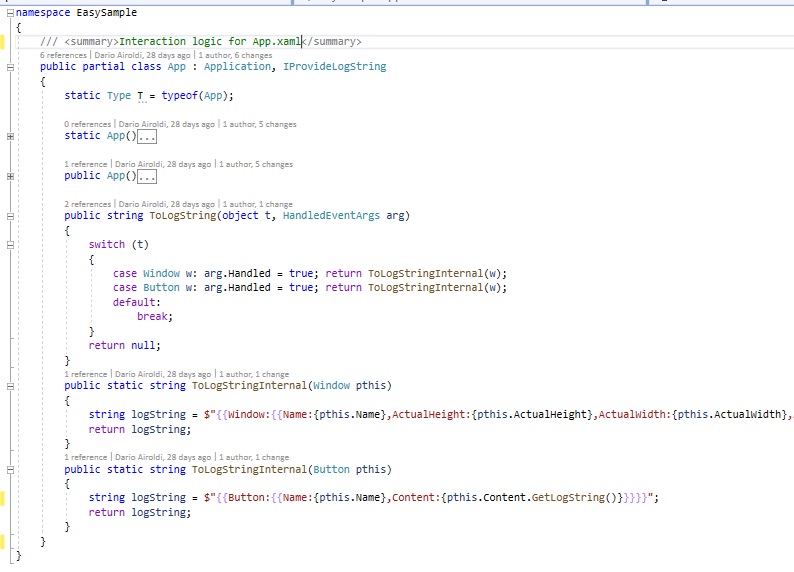 namespace EasySample
{
/// <summary>Interaction logic for App.xaml</summary>
6 references | Dario Airoldi, 28 days ago | 1 author, 6 changes
public partial class App : Application, IProvideLogString
{
static Type T = typeof(App);
0 references | Dario Airoldi, 28 days ago | 1 author, 5 changes
static App()...
1 reference | Dario Airoldi, 28 days ago | 1 author, 5 changes
public App()...
2 references | Dario Airoldi, 28 days ago | 1 author, 1 change
public string ToLogString(object t, HandledEventArgs arg)
{
switch (t)
{
case Window w: arg.Handled = true; return ToLogStringInternal(w);
case Button w: arg.Handled = true; return ToLogStringInternal(w);
default:
break;
}
return null;
}
1 reference | Dario Airoldi, 28 days ago | 1 author, 1 change
public static string ToLogStringInternal(Window pthis)
{
string logString = $"{{Window:{{Name:{pthis.Name},ActualHeight:{pthis.ActualHeight},ActualWidth:{pthis.ActualWidth},
return logString;
}
1 reference | Dario Airoldi, 28 days ago | 1 author, 1 change
public static string ToLogStringInternal(Button pthis)
{
string logString = $"{{Button:{{Name:{pthis.Name},Content:{pthis.Content.GetLogString()}}}}}";
return logString;
}
}
}